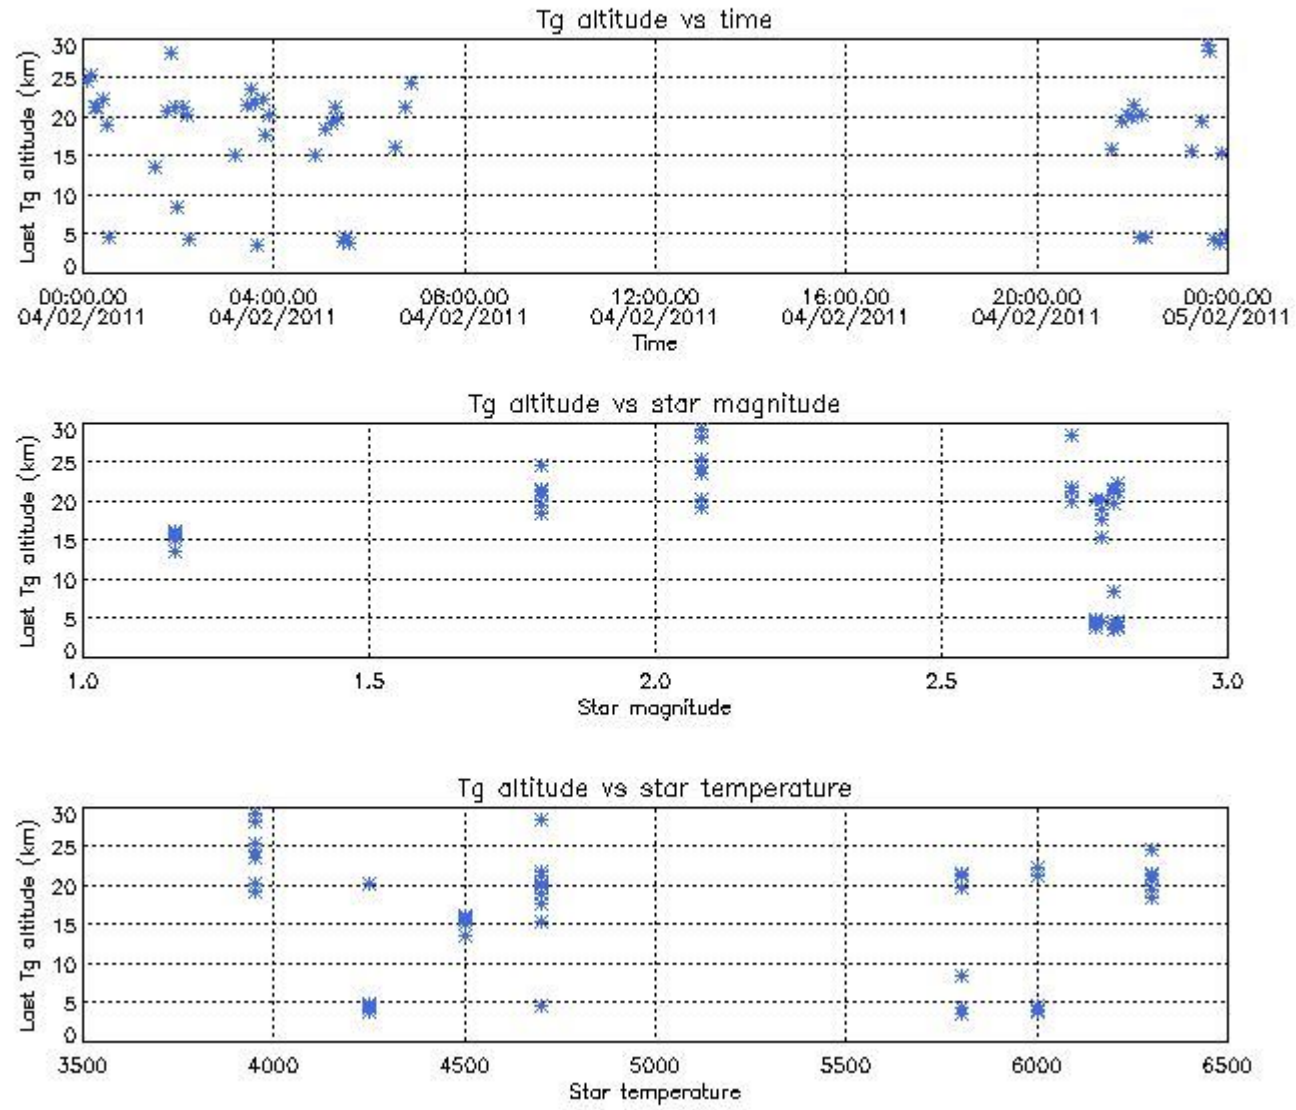 Tg altitude vs time
Last Tg altitude (km)
30
25
20
15
10
5
0
00:00.00 04:00.00 08:00.00 12:00.00 16:00.00 20:00.00 00:00.00
04/02/2011 04/02/2011 04/02/2011 04/02/2011 04/02/2011 04/02/2011 05/02/2011
Time
Tg altitude vs star magnitude
Last Tg altitude (km)
30
25
20
15
10
5
0
1.0 1.5 2.0 2.5 3.0
Star magnitude
Tg altitude vs star temperature
Last Tg altitude (km)
30
25
20
15
10
5
0
3500 4000 4500 5000 5500 6000 6500
Star temperature